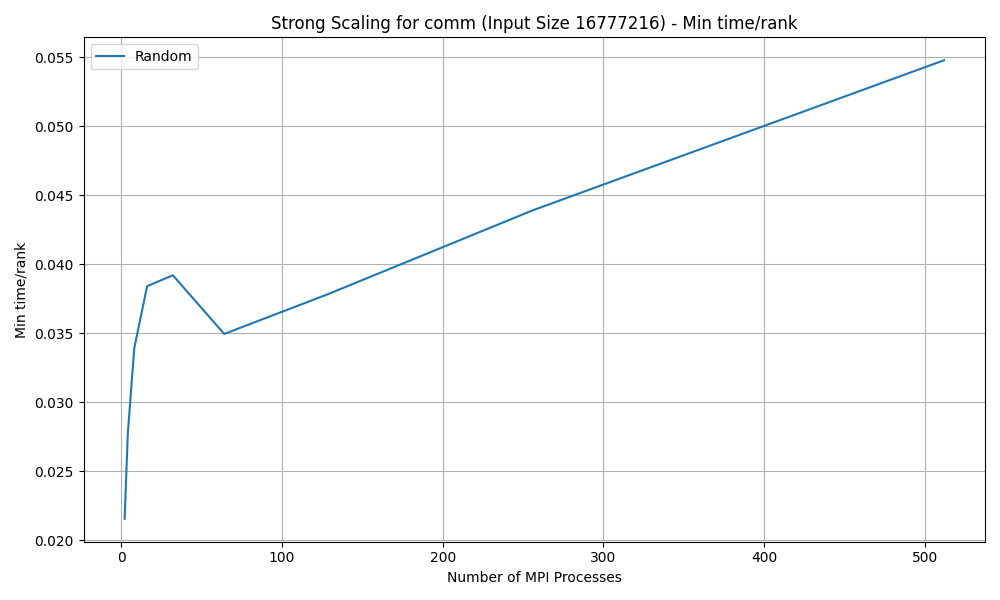 Strong Scaling for comm (Input Size 16777216) - Min time/rank
Random
0.055
0.050
0.045
0.040
0.035
0.030
0.025
0.020
Min time/rank
0 100 200 300 400 500
Number of MPI Processes